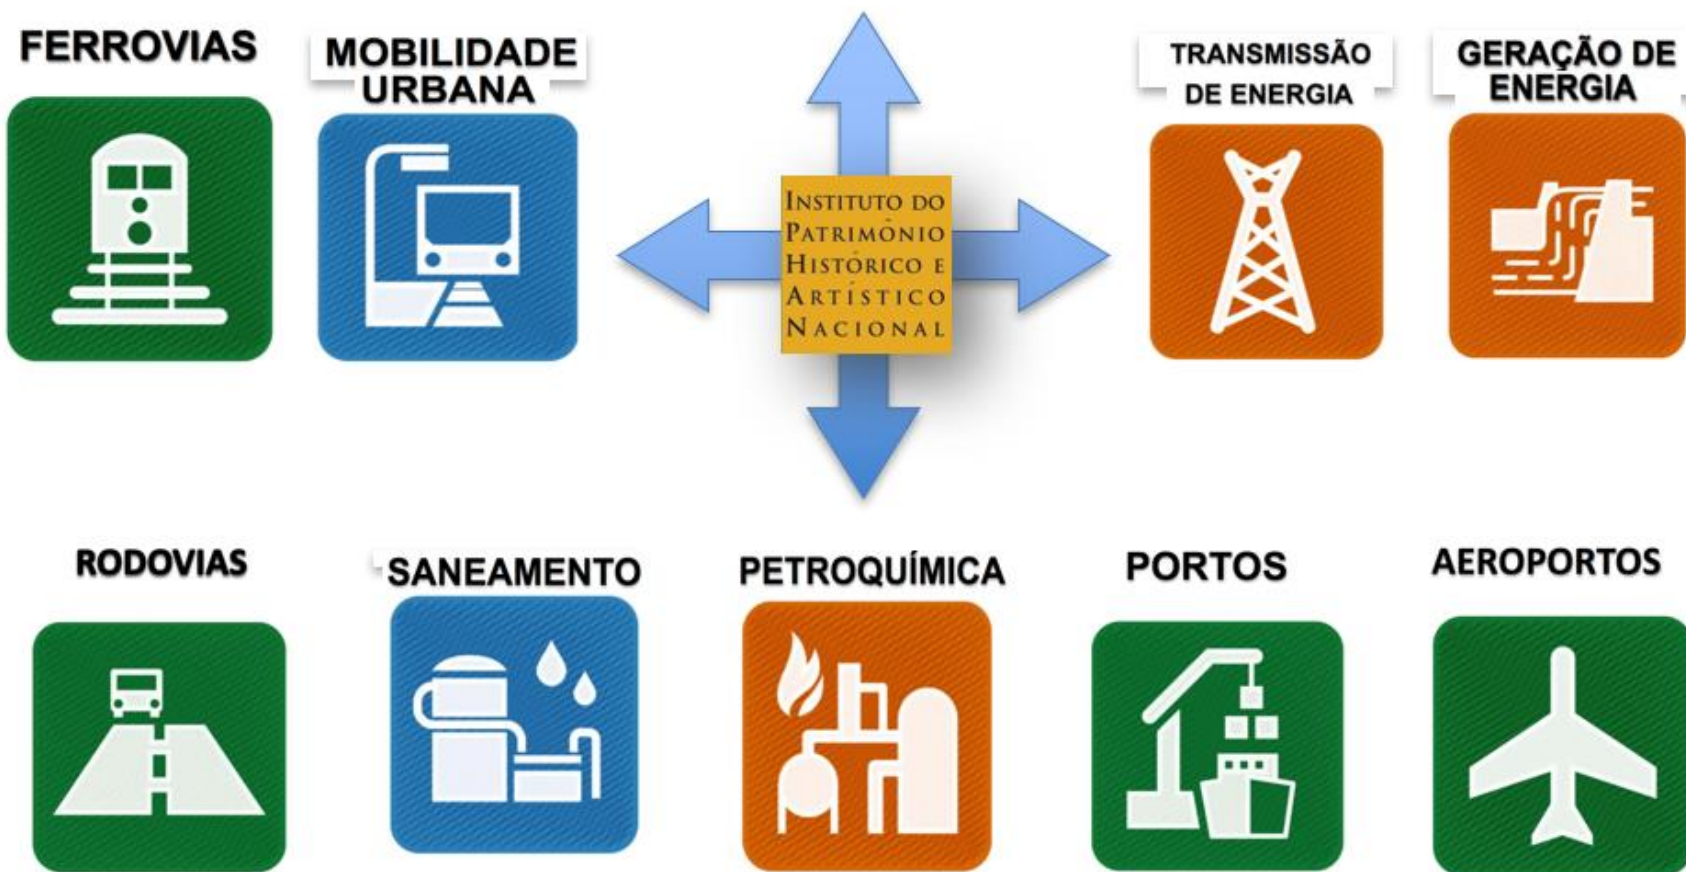 FERROVIAS
MOBILIDADE
URBANA
TRANSMISSÃO
DE ENERGIA
GERAÇÃO DE
ENERGIA
INSTITUTO DO
PATRIMÔNIO
HISTÓRICO E
ARTÍSTICO
NACIONAL
RODOVIAS
SANEAMENTO
PETROQUÍMICA
PORTOS
AEROPORTOS